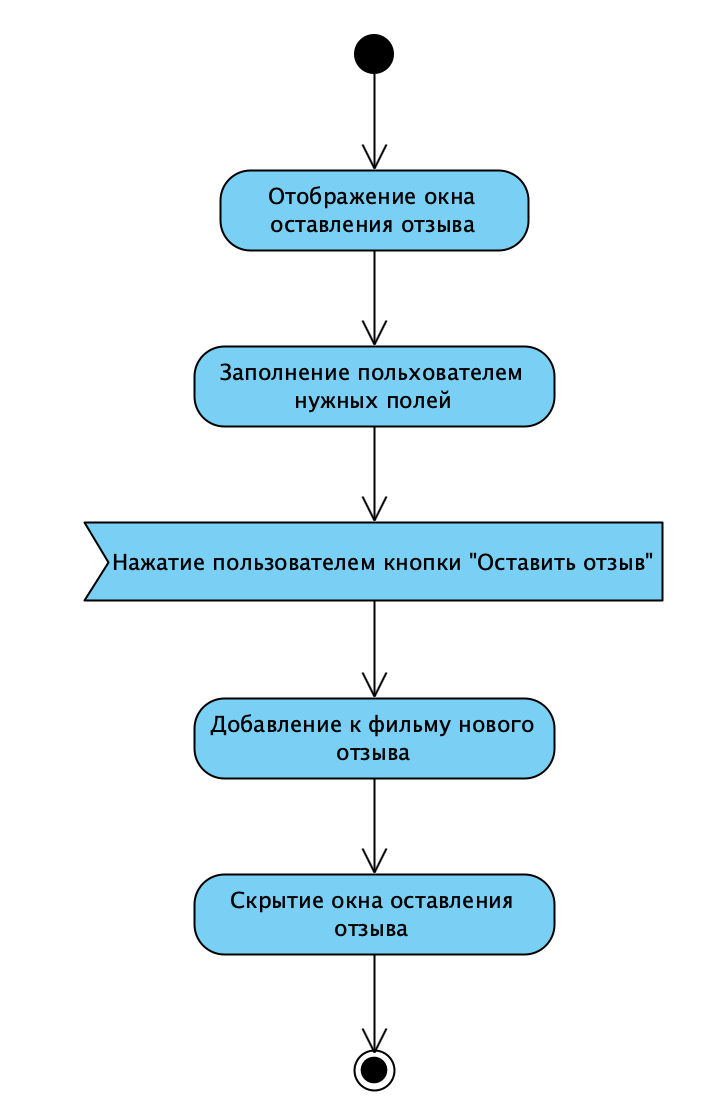 Отображение окна
оставления отзыва
Заполнение польхователем
нужных полей
Нажатие пользователем кнопки "Оставить отзыв"
Добавление к фильму нового
отзыва
Скрытие окна оставления
отзыва